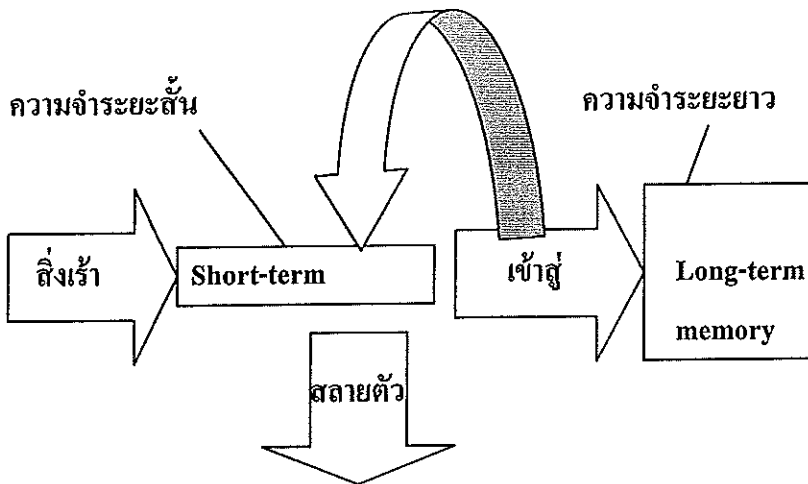 ความจำระยะสั้น
ความจำระยะยาว
สิ่งเร้า
Short-term
เข้าสู่
Long-term
memory
สลายตัว